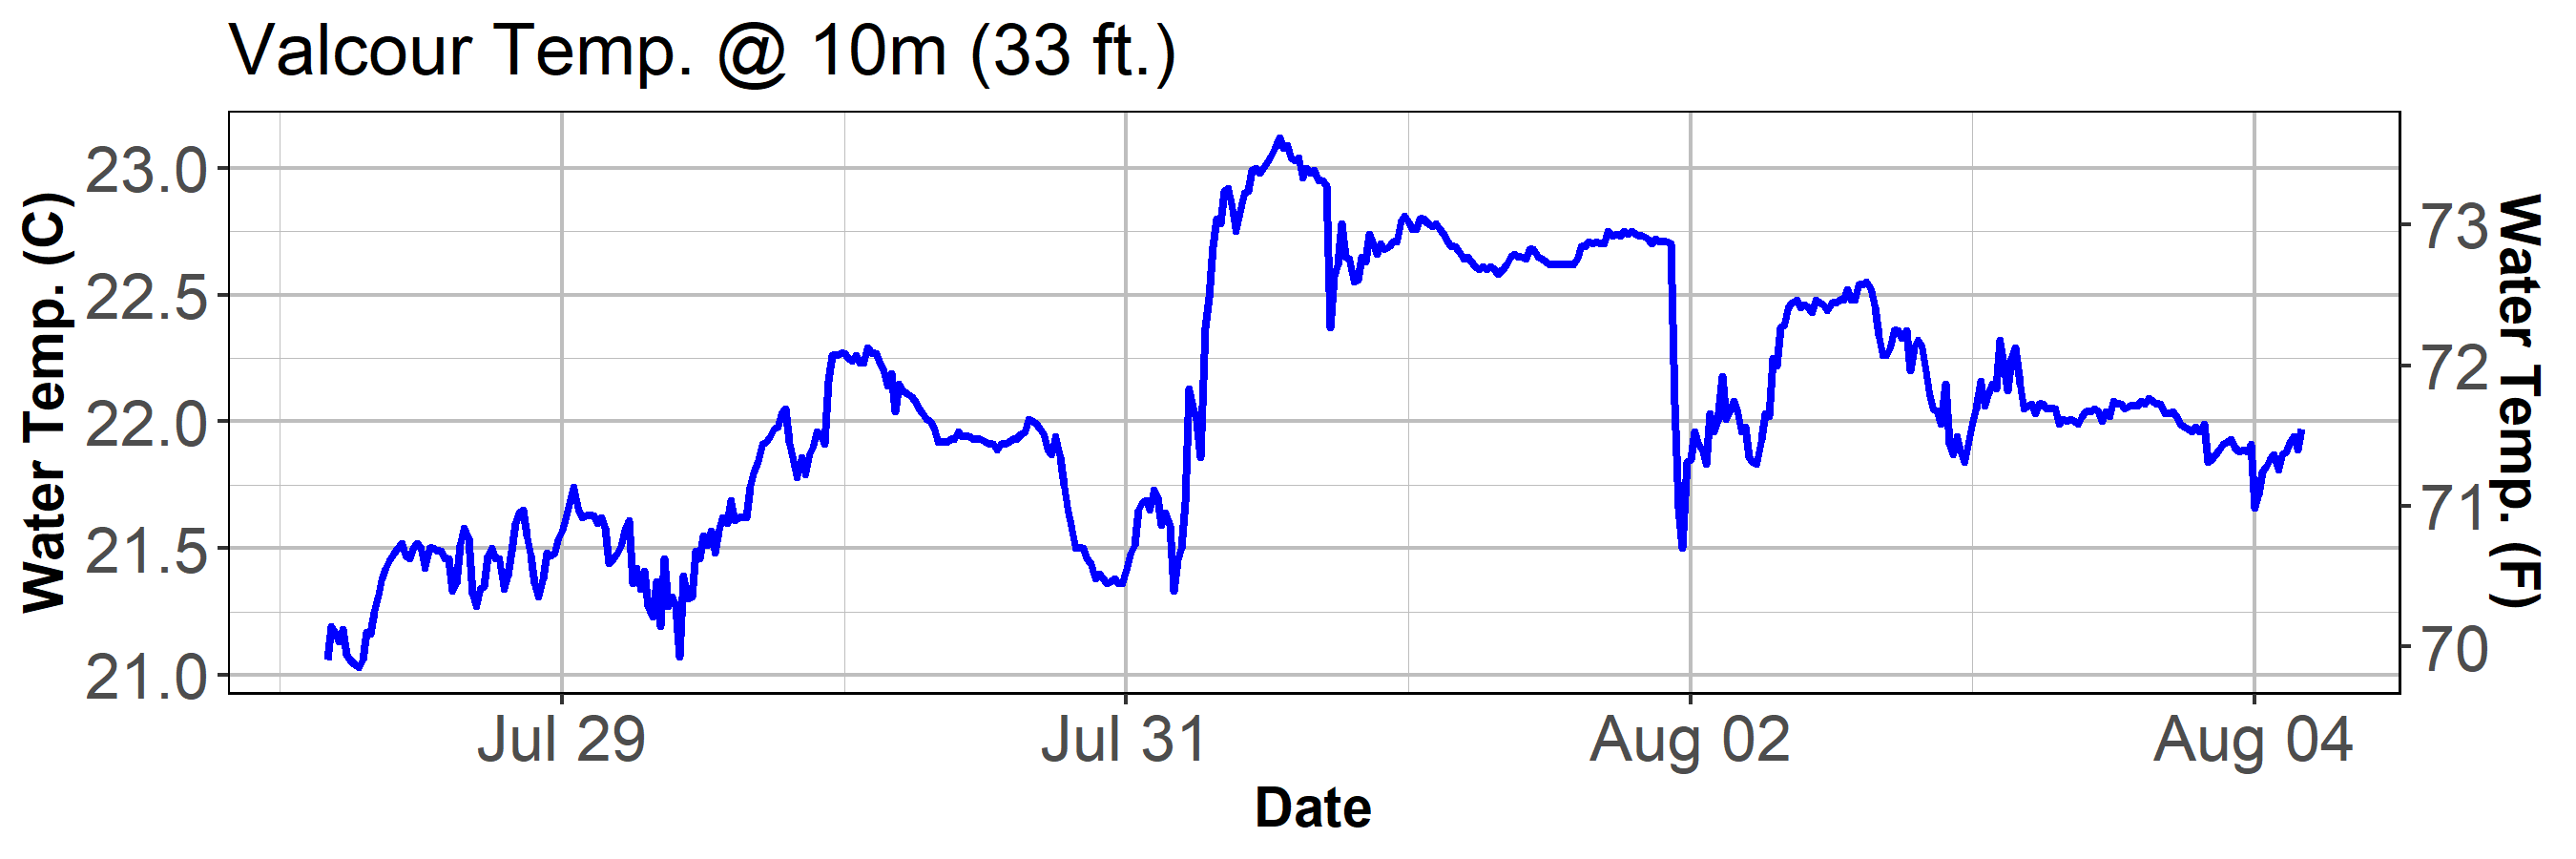 Valcour Temp. @ 10m (33 ft.)
Water Temp. (C)
23.0
22.5
22.0
21.5
21.0
73
72
71
70
Water Temp. (F)
Jul 29
Jul 31
Aug 02
Aug 04
Date